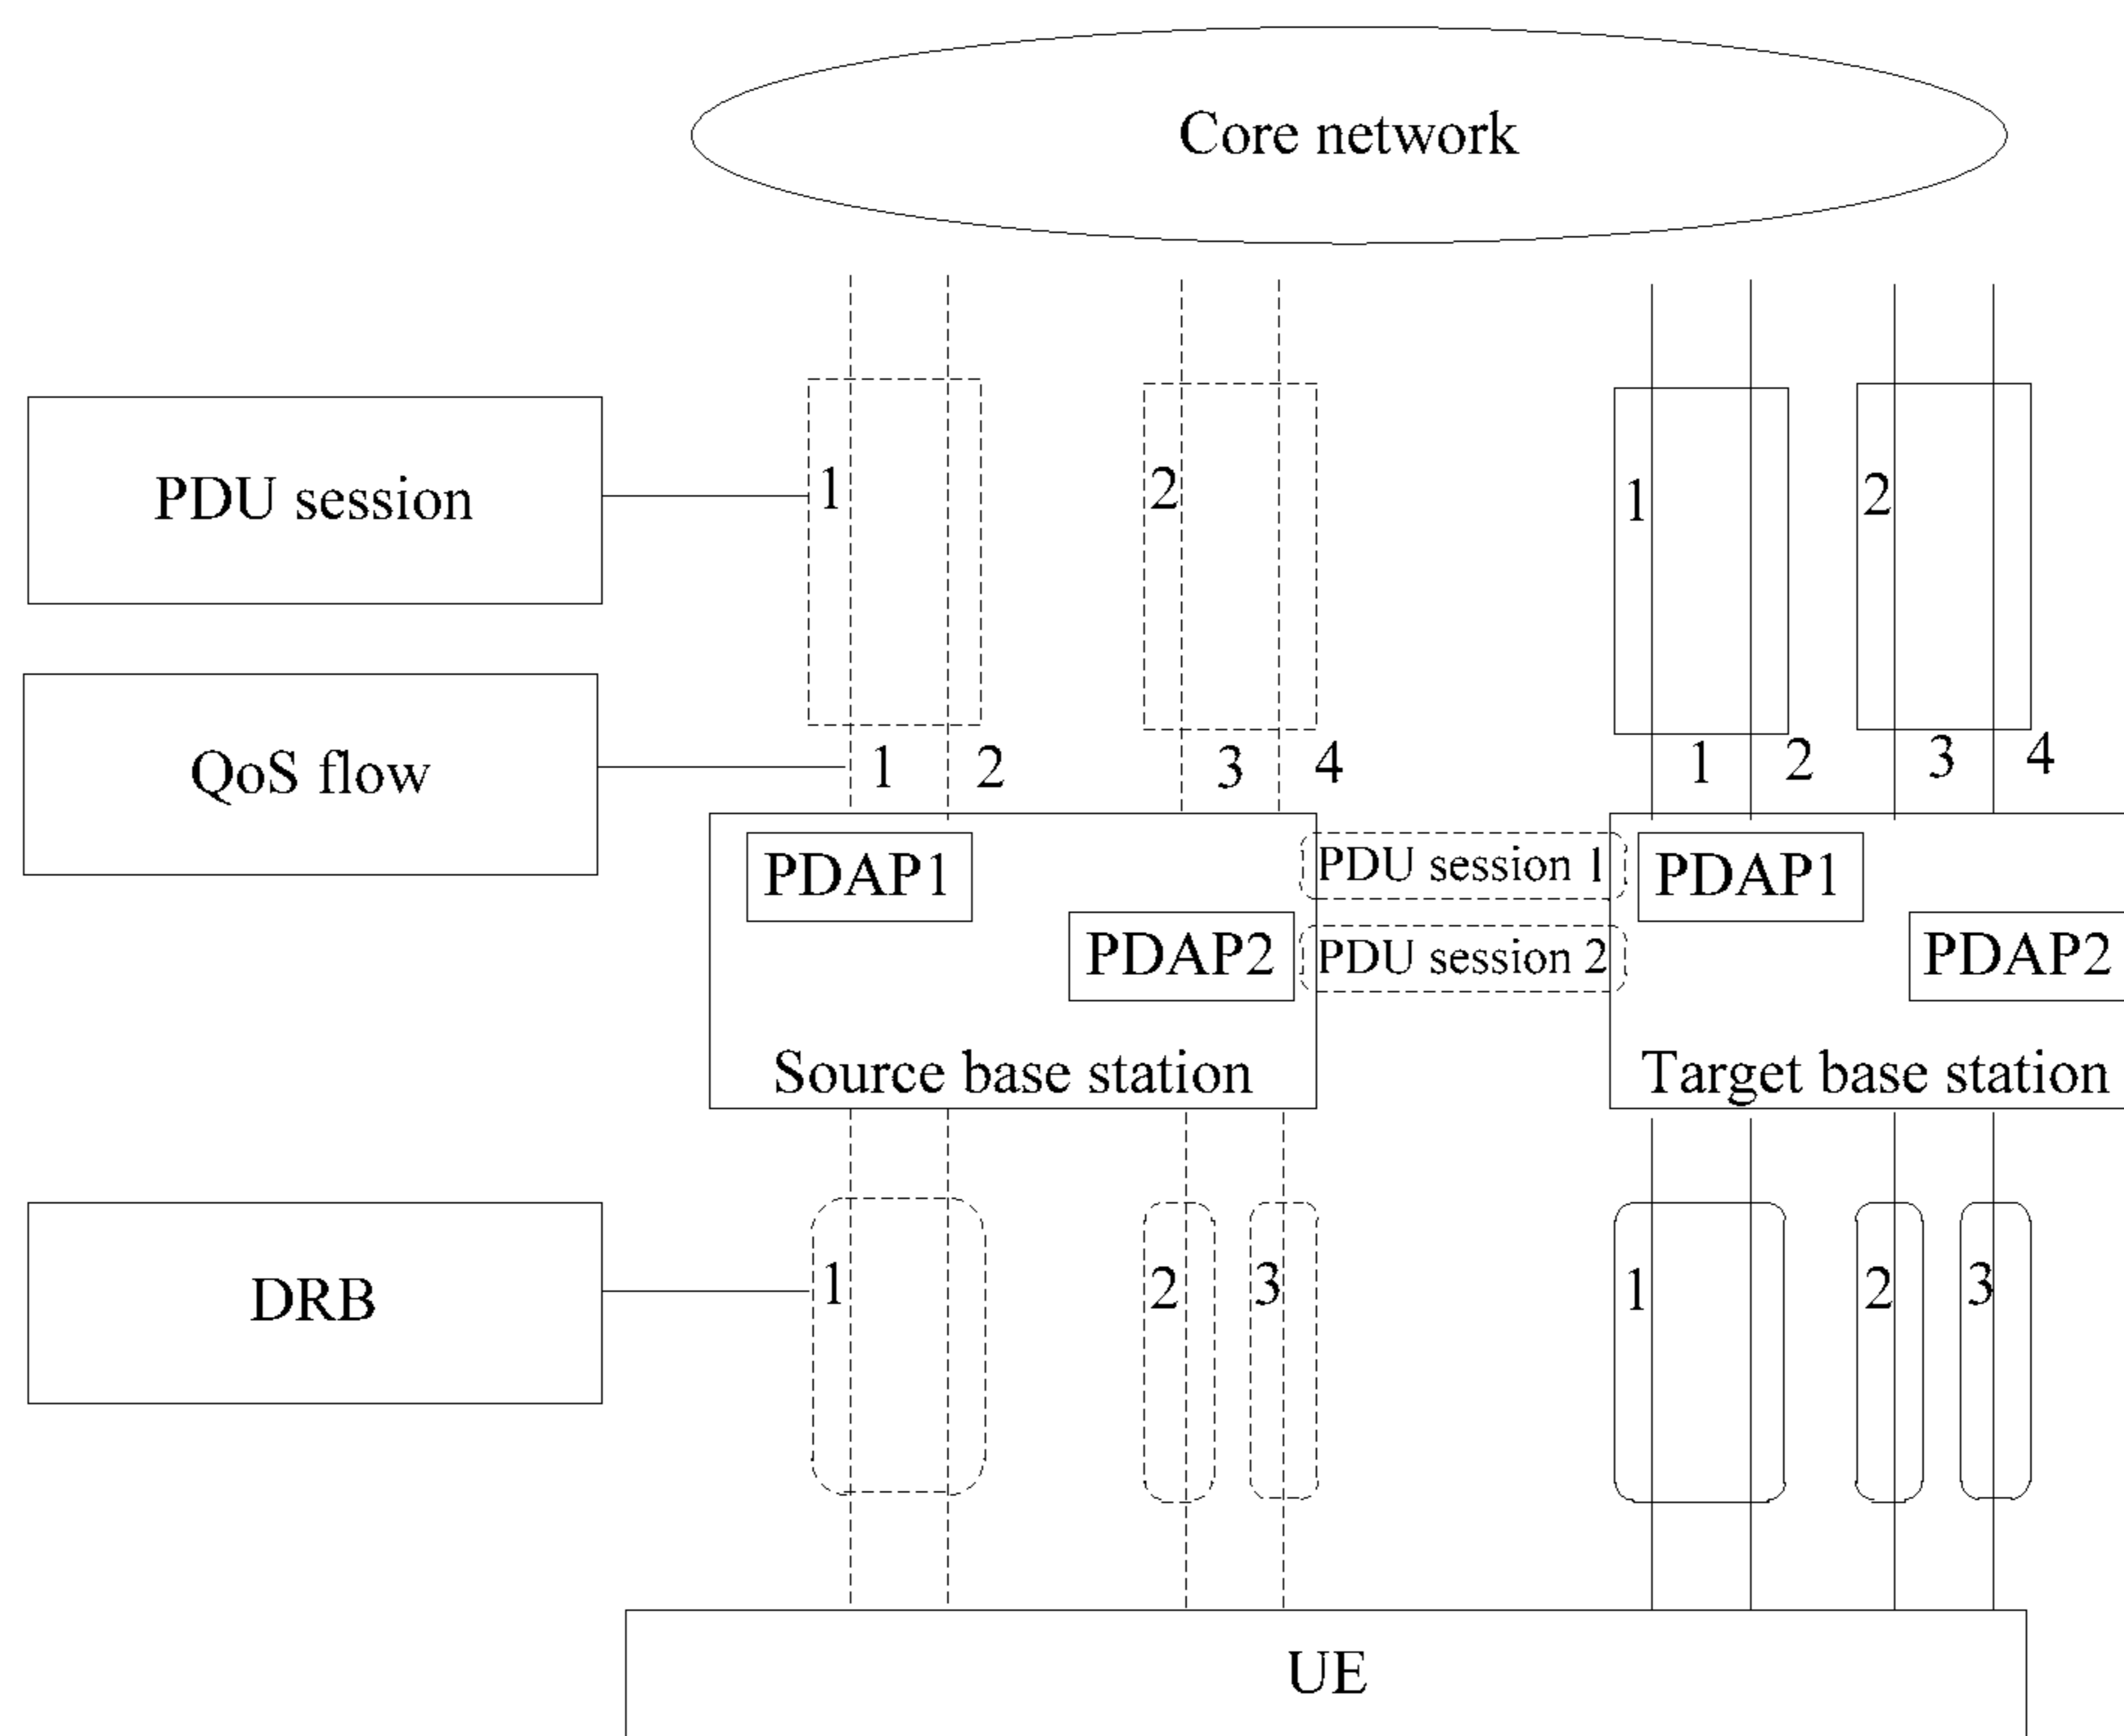 Core network
PDU session
1
2
1
2
QoS flow
1
2
3
4
1
2
3
4
PDAP1
PDU session 1
PDAP1
PDAP2
PDU session 2
PDAP2
Source base station
Target base station
DRB
1
2
3
1
2
3
UE